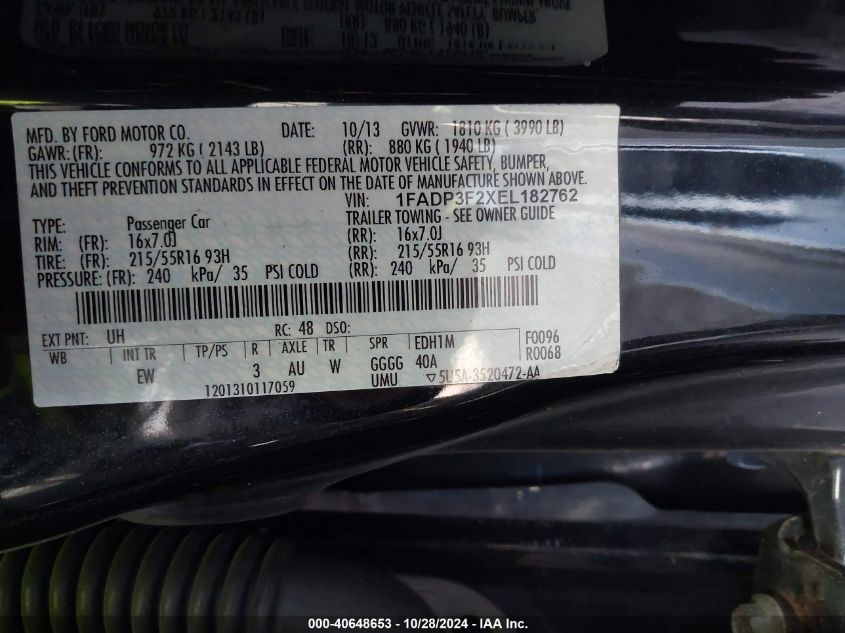 MFD. BY FORD MOTOR CO. DATE: 10/13 GVWR: 1810 KG ( 3990 LB)
GAWR: (FR): 972 KG ( 2143 LB) (RR): 880 KG ( 1940 LB)
THIS VEHICLE CONFORMS TO ALL APPLICABLE FEDERAL MOTOR VEHICLE SAFETY, BUMPER,
AND THEFT PREVENTION STANDARDS IN EFFECT ON THE DATE OF MANUFACTURE SHOWN ABOVE.
VIN: 1FADP3F2XEL182762
TYPE: Passenger Car TRAILER TOWING - SEE OWNER GUIDE
RIM: (FR): 16x7.0J (RR): 16x7.0J
TIRE: (FR): 215/55R16 93H (RR): 215/55R16 93H
PRESSURE: (FR): 240 kPa/ 35 PSI COLD (RR): 240 kPa/ 35 PSI COLD
EXT PNT: UH RC: 48 DSO: F0096
WB INT TR TP/PS R AXLE TR SPR EDH1M R0068
EW 3 AU W GGGG 40A
1201310117059 UMU ▽5U5A-3520472-AA
000-40648653 - 10/28/2024 - IAAI.COM